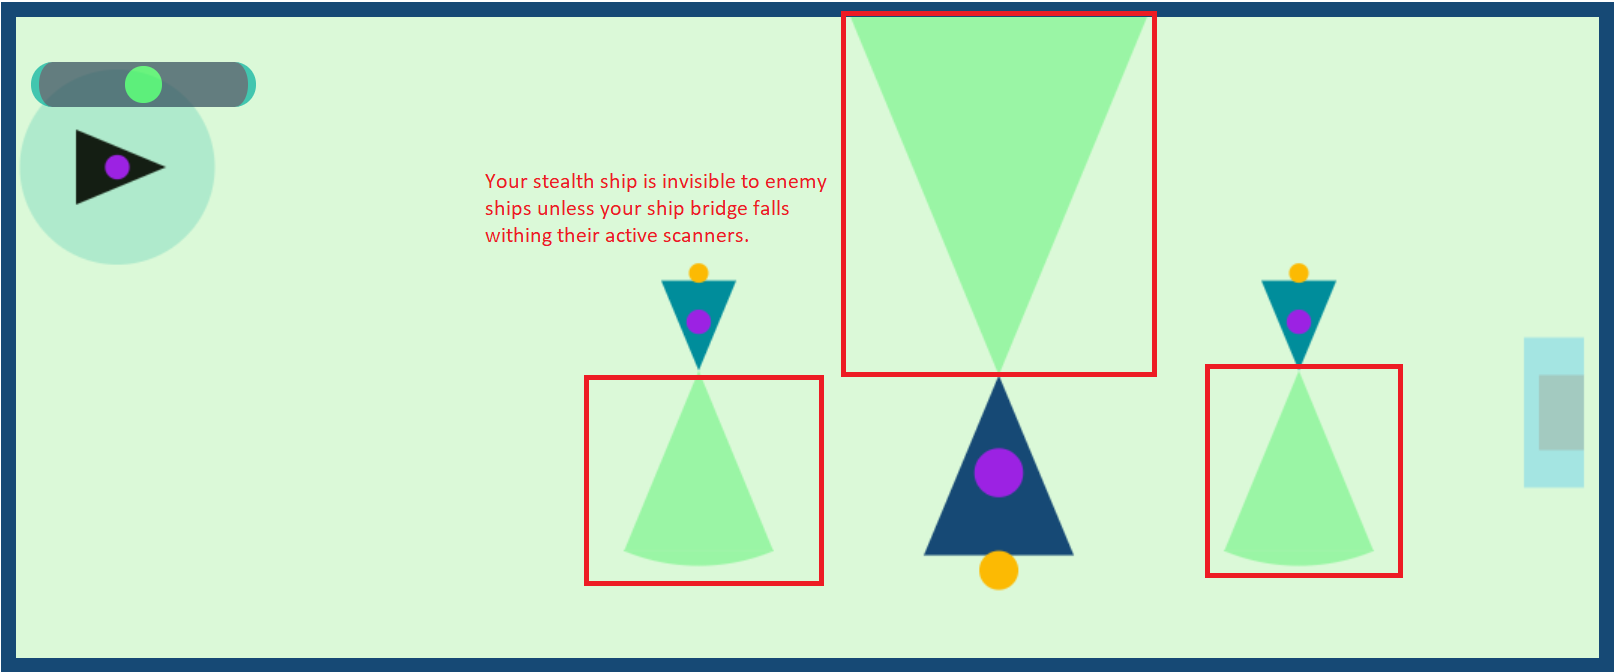 Your stealth ship is invisible to enemy
ships unless your ship bridge falls
withing their active scanners.